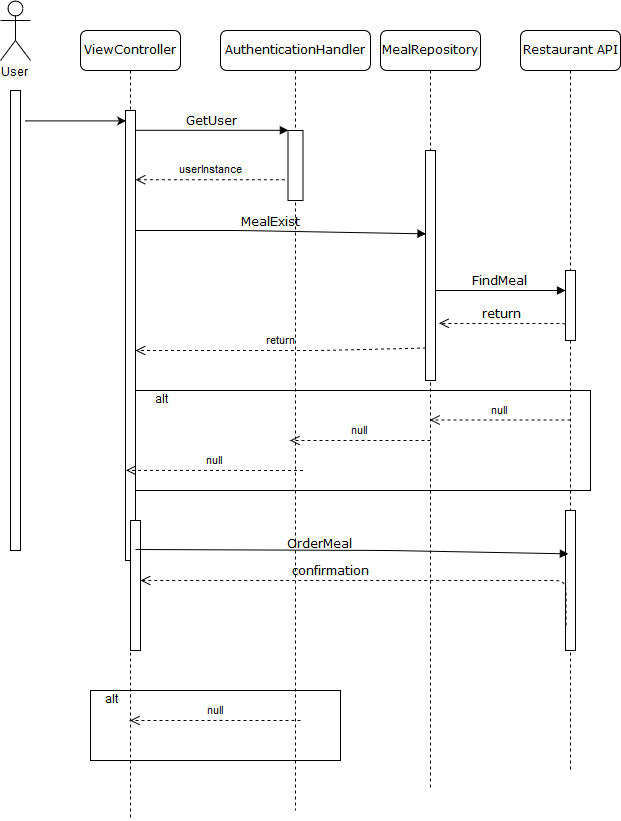 User
ViewController
AuthenticationHandler
MealRepository
Restaurant API
GetUser
userInstance
MealExist
FindMeal
return
return
alt
null
null
null
OrderMeal
confirmation
alt
null